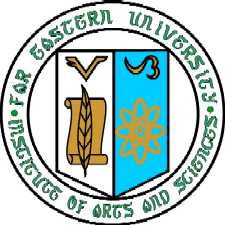 FAR EASTERN UNIVERSITY
INSTITUTE OF ARTS AND SCIENCES